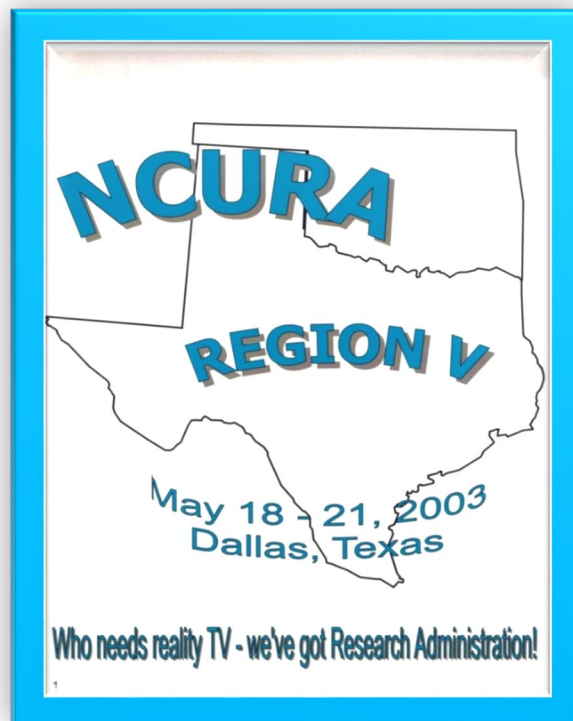 NCURA
REGION V
May 18 - 21, 2003
Dallas, Texas
Who needs reality TV - we've got Research Administration!
1